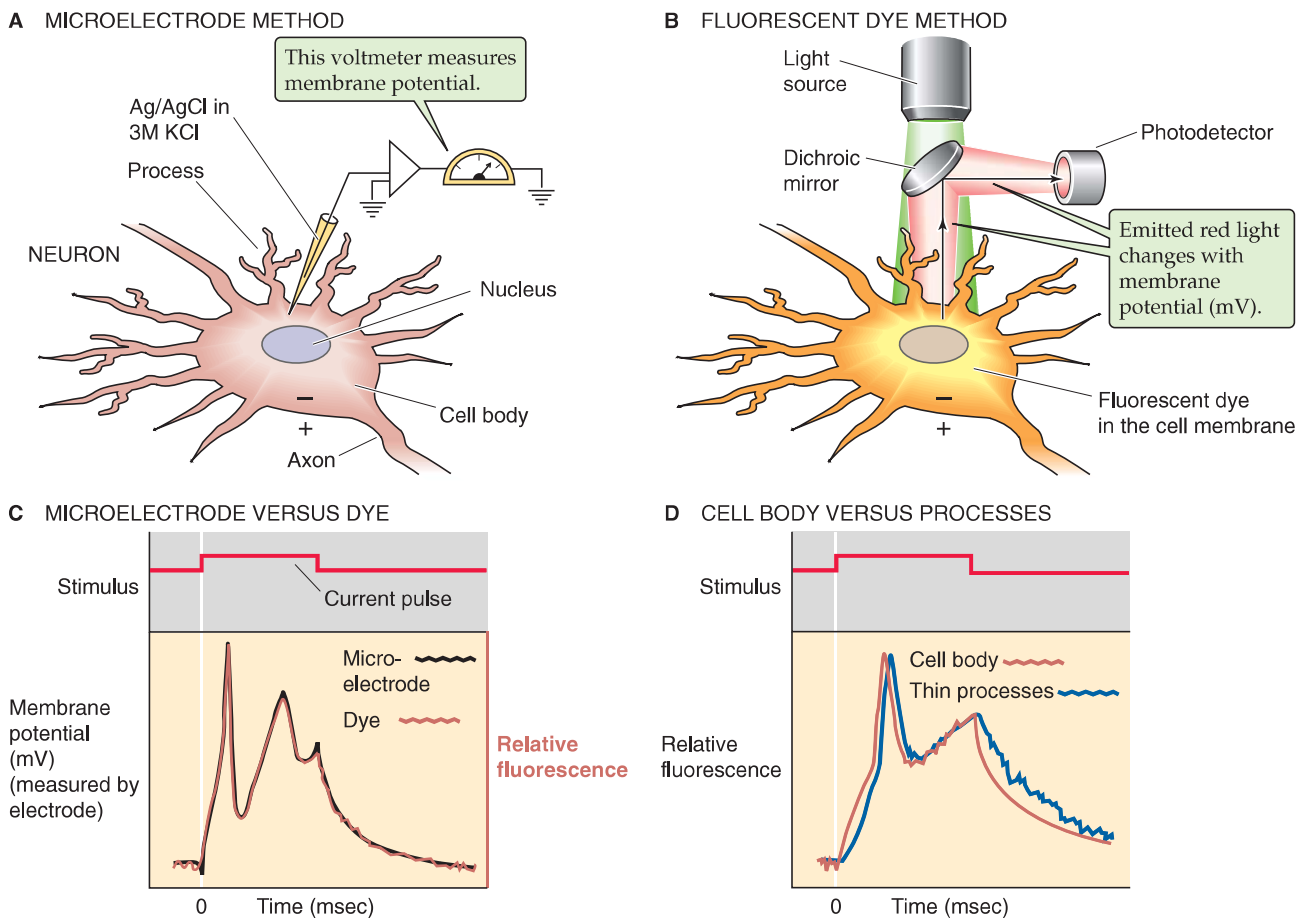 A MICROELECTRODE METHOD
This voltmeter measures
membrane potential.
Ag/AgCl in
3M KCl
Process
NEURON
Nucleus
–
+
Cell body
Axon
B FLUORESCENT DYE METHOD
Light
source
Photodetector
Dichroic
mirror
Emitted red light
changes with
membrane
potential (mV).
–
+
Fluorescent dye
in the cell membrane
C MICROELECTRODE VERSUS DYE
Stimulus
Current pulse
Micro-
electrode
Dye
Membrane
potential
(mV)
(measured by
electrode)
Relative
fluorescence
0 Time (msec)
D CELL BODY VERSUS PROCESSES
Stimulus
Cell body
Thin processes
Relative
fluorescence
0 Time (msec)